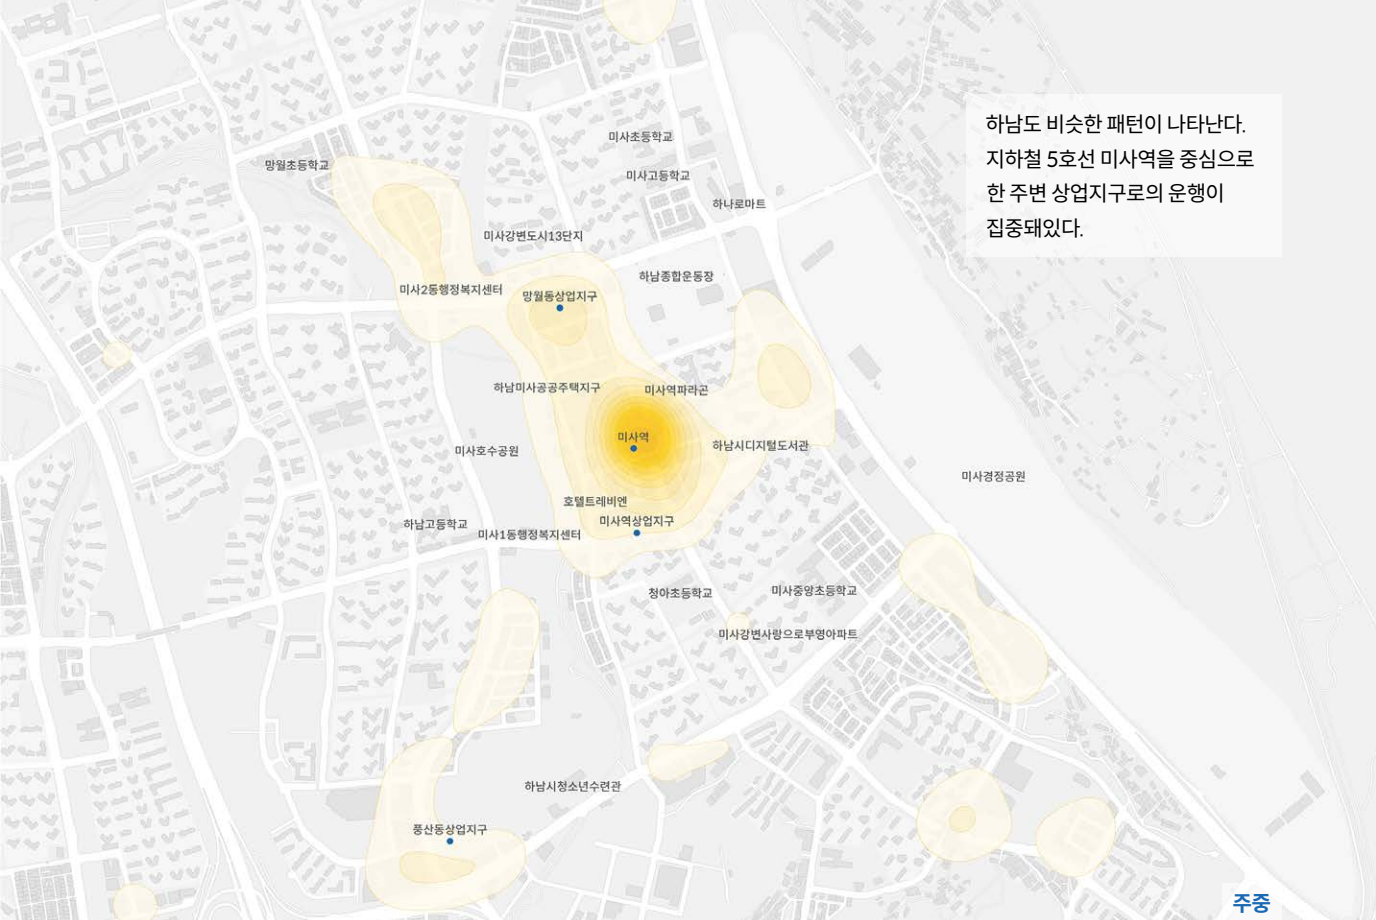 하남도 비슷한 패턴이 나타난다.
지하철 5호선 미사역을 중심으로
한 주변 상업지구로의 운행이
집중돼있다.
미사초등학교
망월초등학교
미사고등학교
하나로마트
미사강변도시13단지
하남종합운동장
미사2동행정복지센터
망월동상업지구
하남미사공공주택지구
미사역파라곤
미사역
하남시디지털도서관
미사호수공원
미사경정공원
호텔트레비엔
미사역상업지구
하남고등학교
미사1동행정복지센터
청아초등학교
미사중앙초등학교
미사강변사랑으로부영아파트
하남시청소년수련관
풍산동상업지구
주중